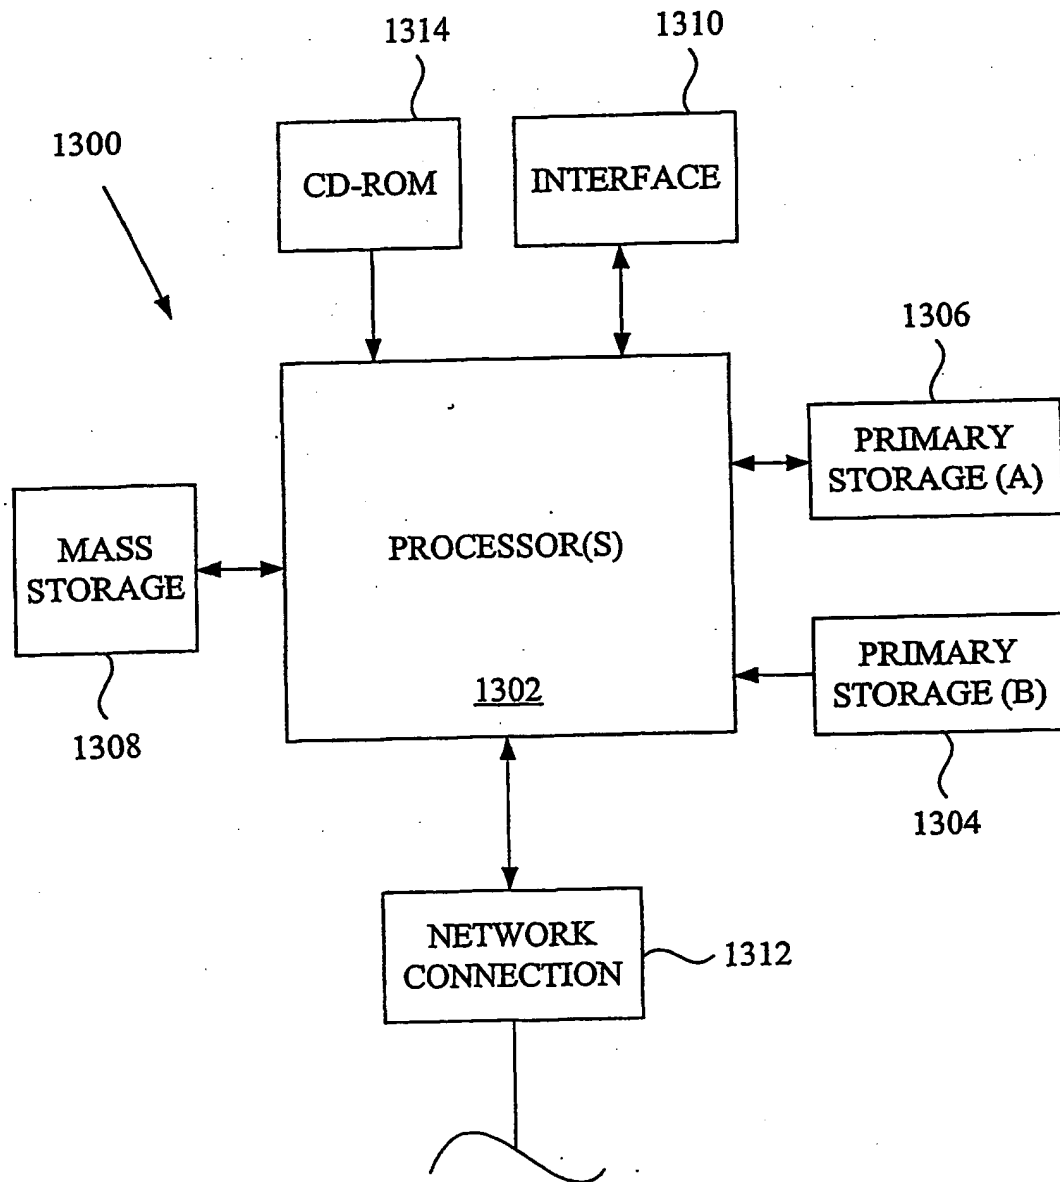 1314
1310
1300
CD-ROM
INTERFACE
1306
PRIMARY
STORAGE (A)
MASS
STORAGE
PROCESSOR(S)
1302
PRIMARY
STORAGE (B)
1308
1304
NETWORK
CONNECTION
1312